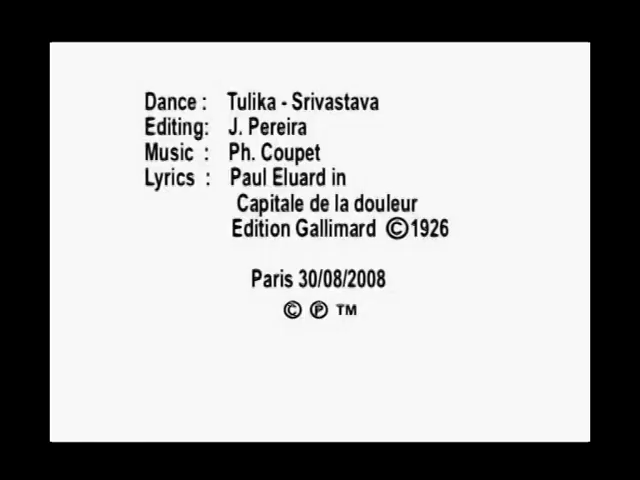 Dance : Tulika - Srivastava
Editing: J. Pereira
Music : Ph. Coupet
Lyrics : Paul Eluard in
Capitale de la douleur
Edition Gallimard ©1926
Paris 30/08/2008
© ℗ ™